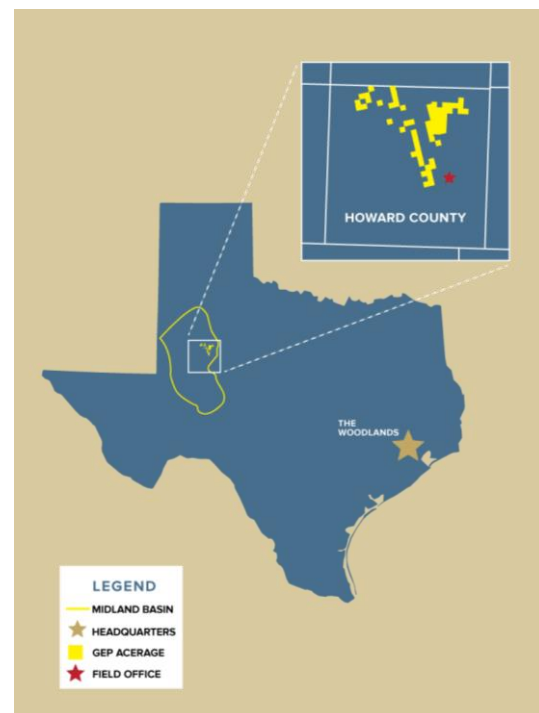 HOWARD COUNTY
THE
WOODLANDS
LEGEND
MIDLAND BASIN
HEADQUARTERS
GEP ACERAGE
FIELD OFFICE